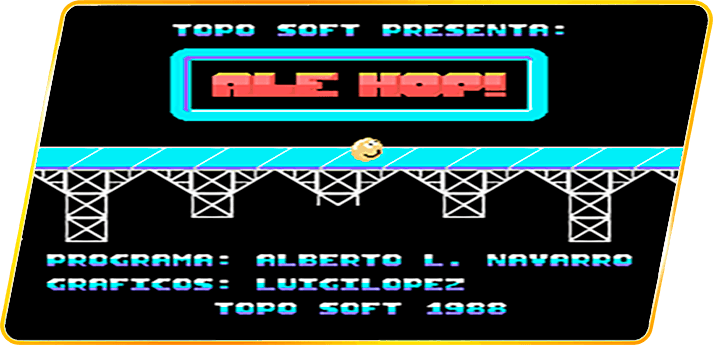 TOPO SOFT PRESENTA:
ALE HOP!
PROGRAMA: ALBERTO L. NAVARRO
GRAFICOS: LUIGILOPEZ
TOPO SOFT 1988